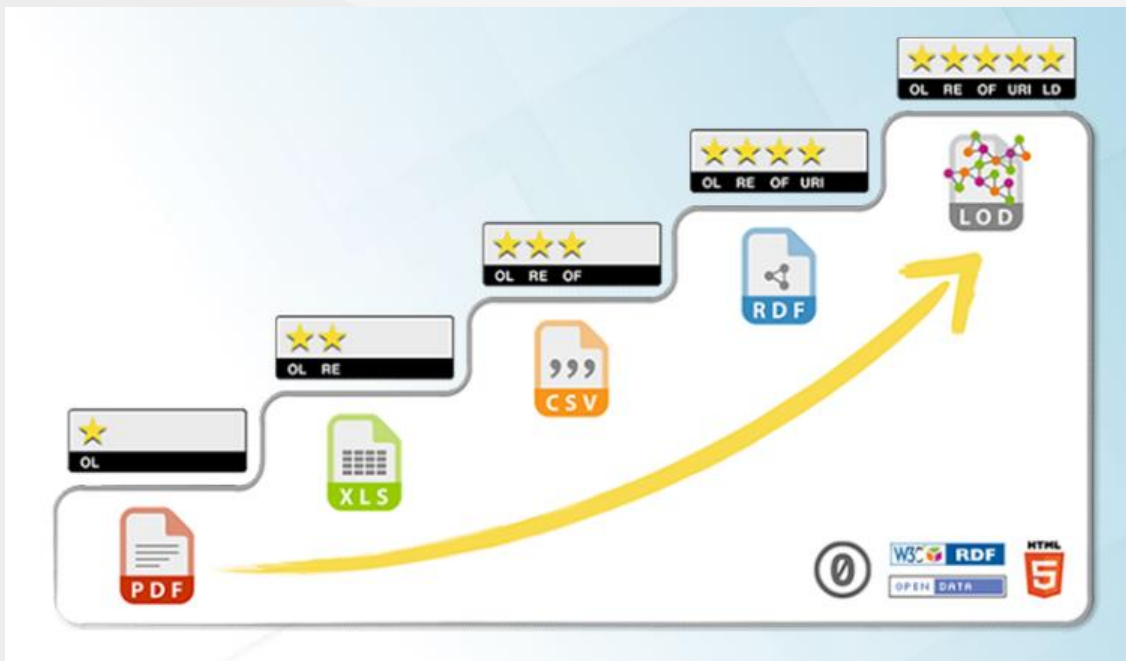 OL RE OF URI LD
LOD
OL RE OF URI
RDF
OL RE OF
,,,
CSV
OL RE
XLS
OL
PDF
0
W3C RDF
OPEN DATA
HTML
5